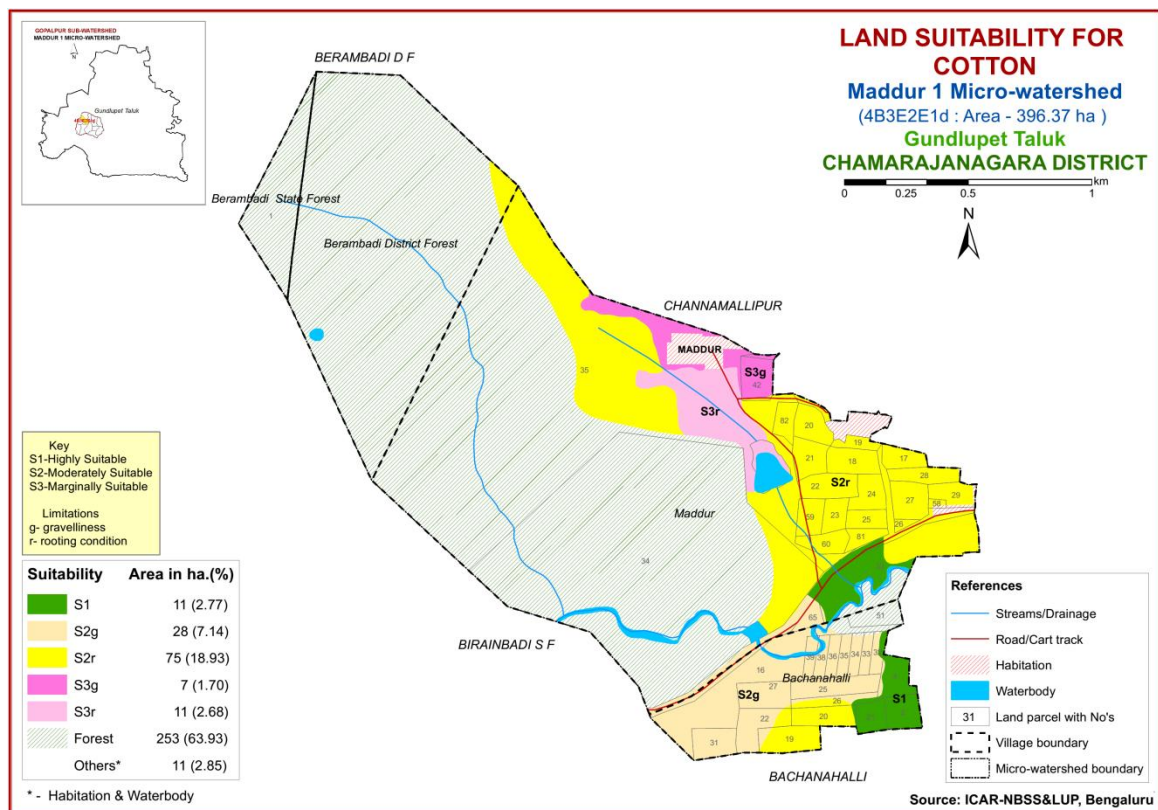 GOPALPUR SUB-WATERSHED
MADDUR 1 MICRO-WATERSHED
N
Gundlupet Taluk
LAND SUITABILITY FOR
COTTON
Maddur 1 Micro-watershed
(4B3E2E1d : Area - 396.37 ha )
Gundlupet Taluk
CHAMARAJANAGARA DISTRICT
km
0 0.25 0.5 1
N
BERAMBADI D F
Berambadi State Forest
1
Berambadi District Forest
CHANNAMALLIPUR
MADDUR
S3g
42
35
S3r
82
20
19
21
18
17
28
22
S2r
24
27
29
58
59
23
25
26
60
81
Maddur
34
65
51
BIRAINBADI S F
39 38 36 35 34 33
16
Bachanahalli
27
S2g
25
26
S1
22
20
31
19
BACHANAHALLI
Key
S1-Highly Suitable
S2-Moderately Suitable
S3-Marginally Suitable
Limitations
g- gravelliness
r- rooting condition
Suitability Area in ha.(%)
S1 11 (2.77)
S2g 28 (7.14)
S2r 75 (18.93)
S3g 7 (1.70)
S3r 11 (2.68)
Forest 253 (63.93)
Others* 11 (2.85)
* - Habitation & Waterbody
References
Streams/Drainage
Road/Cart track
Habitation
Waterbody
31 Land parcel with No's
Village boundary
Micro-watershed boundary
Source: ICAR-NBSS&LUP, Bengaluru